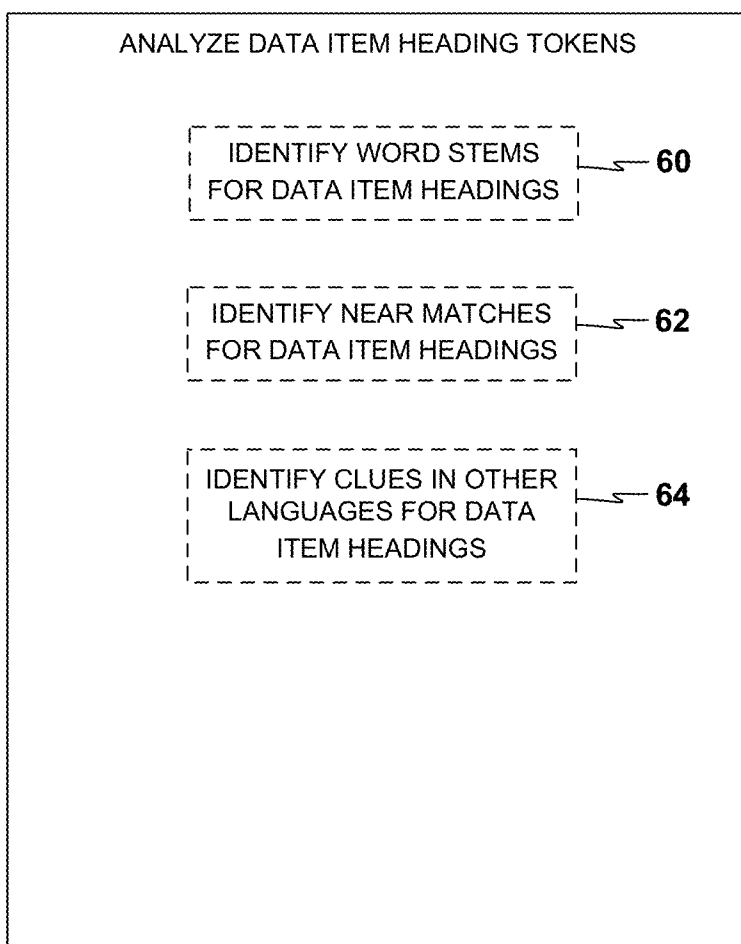 ANALYZE DATA ITEM HEADING TOKENS
IDENTIFY WORD STEMS
FOR DATA ITEM HEADINGS
60
IDENTIFY NEAR MATCHES
FOR DATA ITEM HEADINGS
62
IDENTIFY CLUES IN OTHER
LANGUAGES FOR DATA
ITEM HEADINGS
64